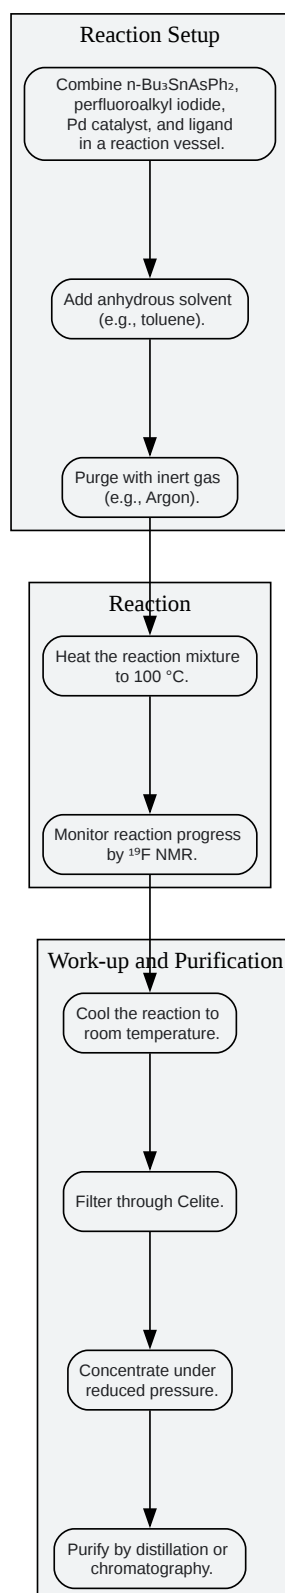 Reaction Setup
Combine n-Bu₃SnAsPh₂,
perfluoroalkyl iodide,
Pd catalyst, and ligand
in a reaction vessel.
Add anhydrous solvent
(e.g., toluene).
Purge with inert gas
(e.g., Argon).
Reaction
Heat the reaction mixture
to 100 °C.
Monitor reaction progress
by ¹⁹F NMR.
Work-up and Purification
Cool the reaction to
room temperature.
Filter through Celite.
Concentrate under
reduced pressure.
Purify by distillation or
chromatography.